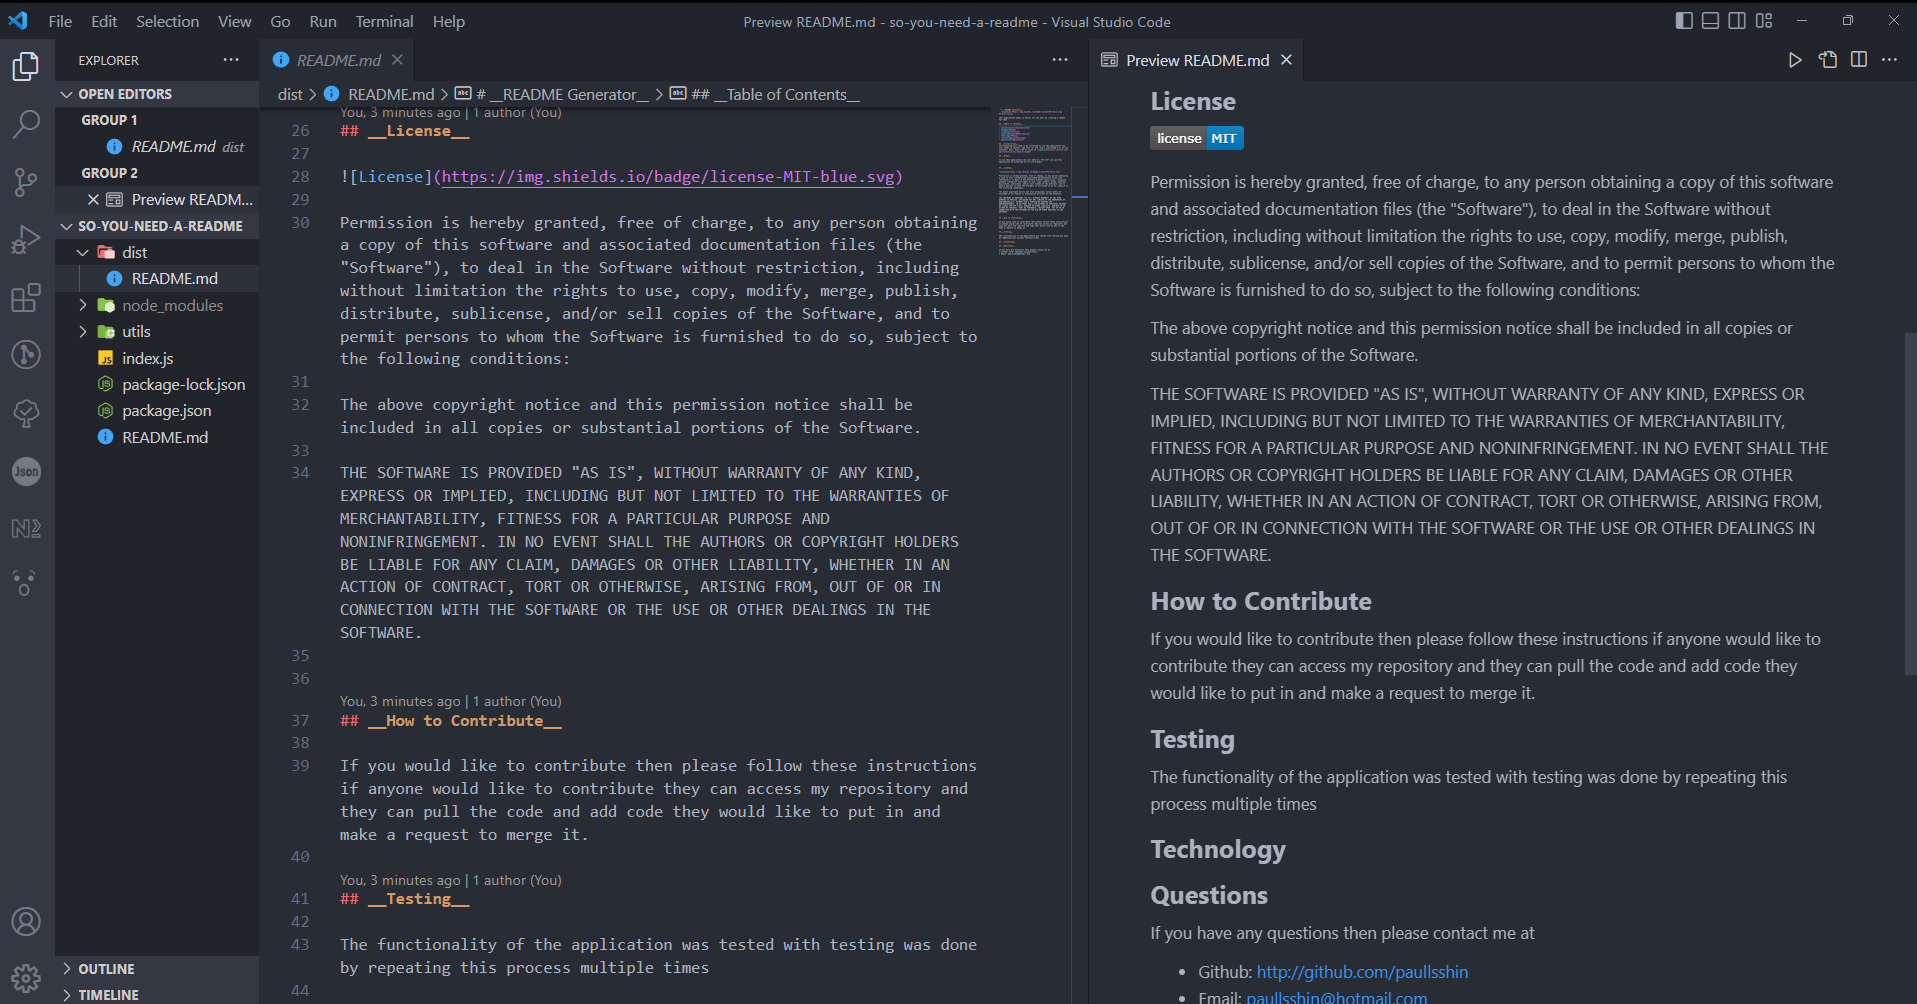 File Edit Selection View Go Run Terminal Help
Preview README.md - so-you-need-a-readme - Visual Studio Code
EXPLORER
OPEN EDITORS
GROUP 1
README.md dist
GROUP 2
Preview READM...
SO-YOU-NEED-A-README
dist
README.md
node_modules
utils
JS index.js
package-lock.json
package.json
README.md
OUTLINE
TIMELINE
Json
README.md
dist > README.md > # __README Generator__ > ## __Table of Contents__
You, 3 minutes ago | 1 author (You)
26 ## __License__
27
28 ![License](https://img.shields.io/badge/license-MIT-blue.svg)
29
30 Permission is hereby granted, free of charge, to any person obtaining
a copy of this software and associated documentation files (the
"Software"), to deal in the Software without restriction, including
without limitation the rights to use, copy, modify, merge, publish,
distribute, sublicense, and/or sell copies of the Software, and to
permit persons to whom the Software is furnished to do so, subject to
the following conditions:
31
32 The above copyright notice and this permission notice shall be
included in all copies or substantial portions of the Software.
33
34 THE SOFTWARE IS PROVIDED "AS IS", WITHOUT WARRANTY OF ANY KIND,
EXPRESS OR IMPLIED, INCLUDING BUT NOT LIMITED TO THE WARRANTIES OF
MERCHANTABILITY, FITNESS FOR A PARTICULAR PURPOSE AND
NONINFRINGEMENT. IN NO EVENT SHALL THE AUTHORS OR COPYRIGHT HOLDERS
BE LIABLE FOR ANY CLAIM, DAMAGES OR OTHER LIABILITY, WHETHER IN AN
ACTION OF CONTRACT, TORT OR OTHERWISE, ARISING FROM, OUT OF OR IN
CONNECTION WITH THE SOFTWARE OR THE USE OR OTHER DEALINGS IN THE
SOFTWARE.
35
36
You, 3 minutes ago | 1 author (You)
37 ## __How to Contribute__
38
39 If you would like to contribute then please follow these instructions
if anyone would like to contribute they can access my repository and
they can pull the code and add code they would like to put in and
make a request to merge it.
40
You, 3 minutes ago | 1 author (You)
41 ## __Testing__
42
43 The functionality of the application was tested with testing was done
by repeating this process multiple times
44
Preview README.md
License
license MIT
Permission is hereby granted, free of charge, to any person obtaining a copy of this software
and associated documentation files (the "Software"), to deal in the Software without
restriction, including without limitation the rights to use, copy, modify, merge, publish,
distribute, sublicense, and/or sell copies of the Software, and to permit persons to whom the
Software is furnished to do so, subject to the following conditions:
The above copyright notice and this permission notice shall be included in all copies or
substantial portions of the Software.
THE SOFTWARE IS PROVIDED "AS IS", WITHOUT WARRANTY OF ANY KIND, EXPRESS OR
IMPLIED, INCLUDING BUT NOT LIMITED TO THE WARRANTIES OF MERCHANTABILITY,
FITNESS FOR A PARTICULAR PURPOSE AND NONINFRINGEMENT. IN NO EVENT SHALL THE
AUTHORS OR COPYRIGHT HOLDERS BE LIABLE FOR ANY CLAIM, DAMAGES OR OTHER
LIABILITY, WHETHER IN AN ACTION OF CONTRACT, TORT OR OTHERWISE, ARISING FROM,
OUT OF OR IN CONNECTION WITH THE SOFTWARE OR THE USE OR OTHER DEALINGS IN
THE SOFTWARE.
How to Contribute
If you would like to contribute then please follow these instructions if anyone would like to
contribute they can access my repository and they can pull the code and add code they
would like to put in and make a request to merge it.
Testing
The functionality of the application was tested with testing was done by repeating this
process multiple times
Technology
Questions
If you have any questions then please contact me at
• Github: http://github.com/paullsshin
• Email: paullsshin@hotmail.com